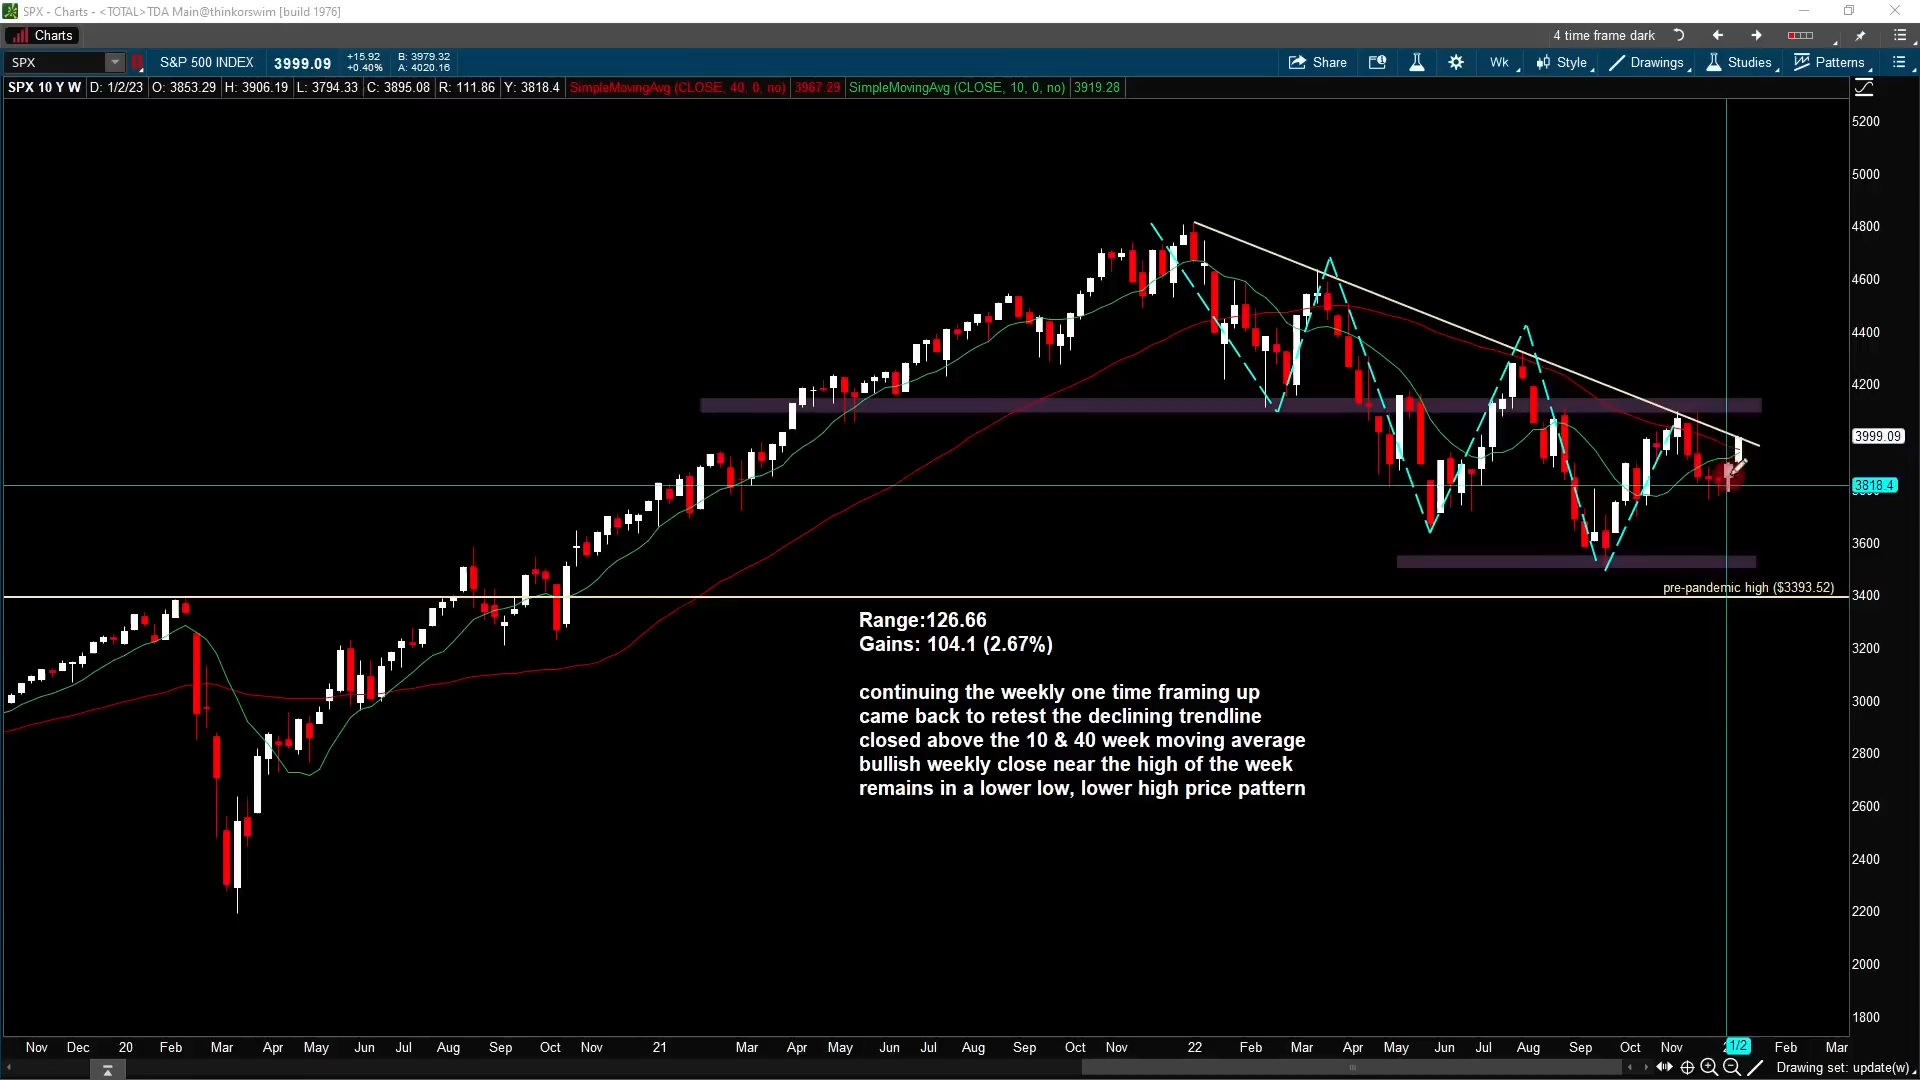 SPX - Charts - <TOTAL>TDA Main@thinkorswim [build 1976]
Charts
4 time frame dark
SPX
S&P 500 INDEX
3999.09
+15.92
+0.40%
B: 3979.32
A: 4020.16
Share
Wk
Style
Drawings
Studies
Patterns
SPX 10 Y W
D: 1/2/23
O: 3853.29
H: 3906.19
L: 3794.33
C: 3895.08
R: 111.86
Y: 3818.4
SimpleMovingAvg (CLOSE, 40, 0, no)
3967.29
SimpleMovingAvg (CLOSE, 10, 0, no)
3919.28
5200
5000
4800
4600
4400
4200
3999.09
3818.4
3600
pre-pandemic high ($3393.52)
3400
Range:126.66
Gains: 104.1 (2.67%)
continuing the weekly one time framing up
came back to retest the declining trendline
closed above the 10 & 40 week moving average
bullish weekly close near the high of the week
remains in a lower low, lower high price pattern
3200
3000
2800
2600
2400
2200
2000
1800
Nov Dec 20 Feb Mar Apr May Jun Jul Aug Sep Oct Nov 21 Mar Apr May Jun Jul Aug Sep Oct Nov 22 Feb Mar Apr May Jun Jul Aug Sep Oct Nov 1/2 Feb Mar
Drawing set: update(w)